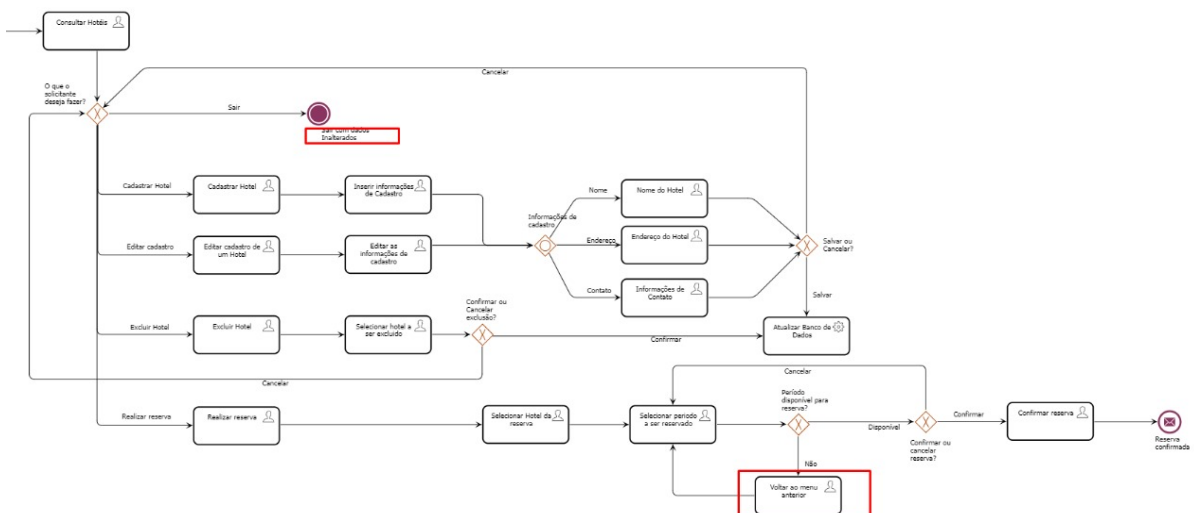 Consultar Hotéis
Cancelar
O que o
solicitante
deseja fazer?
Sair
Sair com dados
Inalterados
Cadastrar Hotel
Cadastrar Hotel
Inserir informações
de Cadastro
Nome
Nome do Hotel
Informações de
cadastro
Editar cadastro
Editar cadastro de
um Hotel
Editar as
informações de
cadastro
Endereço
Endereço do Hotel
Salvar ou
Cancelar?
Contato
Informações de
Contato
Salvar
Confirmar ou
Cancelar
exclusão?
Excluir Hotel
Excluir Hotel
Selecionar hotel a
ser excluido
Confirmar
Atualizar Banco de
Dados
Cancelar
Cancelar
Realizar reserva
Realizar reserva
Selecionar Hotel da
reserva
Selecionar periodo
a ser reservado
Período
disponível para
reserva?
Disponível
Confirmar ou
cancelar
reserva?
Confirmar
Confirmar reserva
Reserva
confirmada
Não
Voltar ao menu
anterior